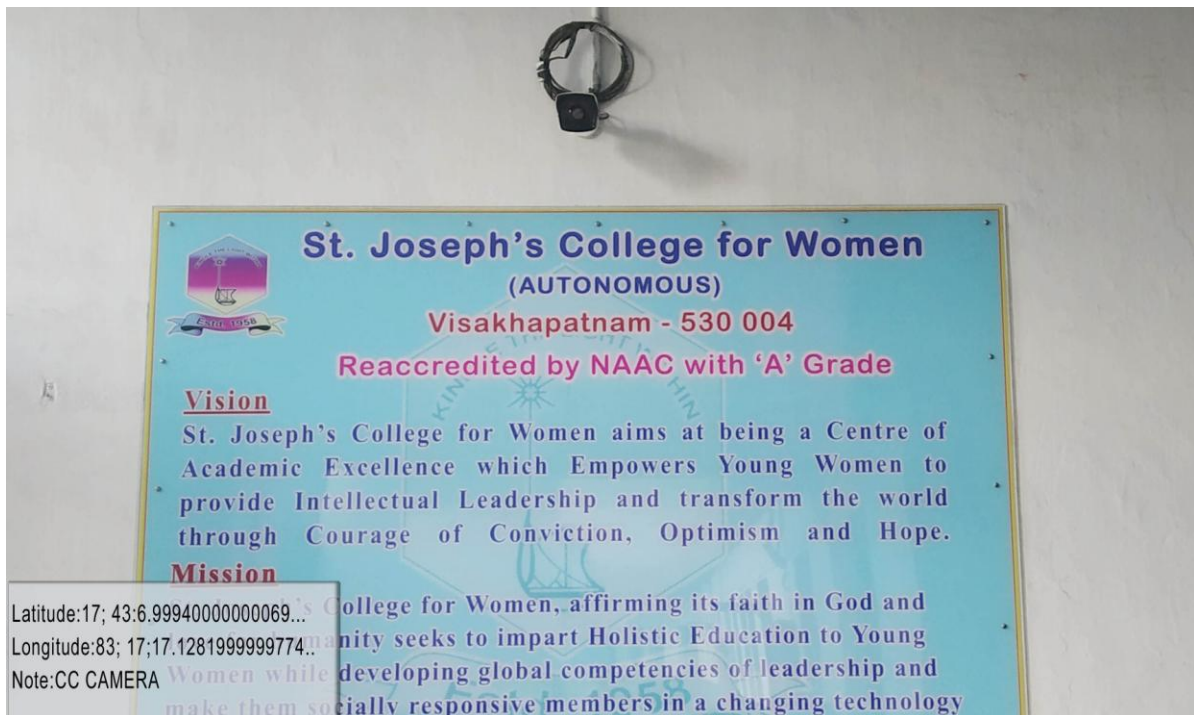 St. Joseph's College for Women
(AUTONOMOUS)
Visakhapatnam - 530 004
Reaccredited by NAAC with 'A' Grade
ESTD. 1958
Vision
St. Joseph's College for Women aims at being a Centre of
Academic Excellence which Empowers Young Women to
provide Intellectual Leadership and transform the world
through Courage of Conviction, Optimism and Hope.
Mission
College for Women, affirming its faith in God and
seeks to impart Holistic Education to Young
Women while developing global competencies of leadership and
make them socially responsive members in a changing technology
Latitude:17; 43:6.99940000000069...
Longitude:83; 17;17.1281999999774..
Note:CC CAMERA